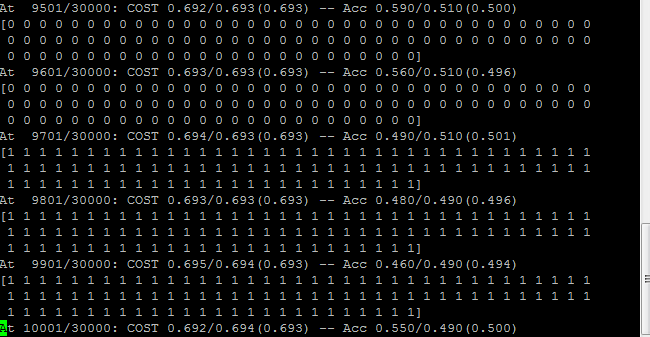 At  9501/30000: COST 0.692/0.693(0.693) -- Acc 0.590/0.510(0.500)
[0 0 0 0 0 0 0 0 0 0 0 0 0 0 0 0 0 0 0 0 0 0 0 0 0 0 0 0 0 0 0 0 0 0 0 0 0
0 0 0 0 0 0 0 0 0 0 0 0 0 0 0 0 0 0 0 0 0 0 0 0 0 0 0 0 0 0 0 0 0 0 0 0 0
0 0 0 0 0 0 0 0 0 0 0 0 0 0 0 0 0 0 0 0 0 0 0 0 0 0]
At  9601/30000: COST 0.693/0.693(0.693) -- Acc 0.560/0.510(0.496)
[0 0 0 0 0 0 0 0 0 0 0 0 0 0 0 0 0 0 0 0 0 0 0 0 0 0 0 0 0 0 0 0 0 0 0 0 0
0 0 0 0 0 0 0 0 0 0 0 0 0 0 0 0 0 0 0 0 0 0 0 0 0 0 0 0 0 0 0 0 0 0 0 0 0
0 0 0 0 0 0 0 0 0 0 0 0 0 0 0 0 0 0 0 0 0 0 0 0 0 0]
At  9701/30000: COST 0.694/0.693(0.693) -- Acc 0.490/0.510(0.501)
[1 1 1 1 1 1 1 1 1 1 1 1 1 1 1 1 1 1 1 1 1 1 1 1 1 1 1 1 1 1 1 1 1 1 1 1 1
1 1 1 1 1 1 1 1 1 1 1 1 1 1 1 1 1 1 1 1 1 1 1 1 1 1 1 1 1 1 1 1 1 1 1 1 1
1 1 1 1 1 1 1 1 1 1 1 1 1 1 1 1 1 1 1 1 1 1 1 1 1 1]
At  9801/30000: COST 0.693/0.693(0.693) -- Acc 0.480/0.490(0.496)
[1 1 1 1 1 1 1 1 1 1 1 1 1 1 1 1 1 1 1 1 1 1 1 1 1 1 1 1 1 1 1 1 1 1 1 1 1
1 1 1 1 1 1 1 1 1 1 1 1 1 1 1 1 1 1 1 1 1 1 1 1 1 1 1 1 1 1 1 1 1 1 1 1 1
1 1 1 1 1 1 1 1 1 1 1 1 1 1 1 1 1 1 1 1 1 1 1 1 1 1]
At  9901/30000: COST 0.695/0.694(0.693) -- Acc 0.460/0.490(0.494)
[1 1 1 1 1 1 1 1 1 1 1 1 1 1 1 1 1 1 1 1 1 1 1 1 1 1 1 1 1 1 1 1 1 1 1 1 1
1 1 1 1 1 1 1 1 1 1 1 1 1 1 1 1 1 1 1 1 1 1 1 1 1 1 1 1 1 1 1 1 1 1 1 1 1
1 1 1 1 1 1 1 1 1 1 1 1 1 1 1 1 1 1 1 1 1 1 1 1 1 1]
At 10001/30000: COST 0.692/0.694(0.693) -- Acc 0.550/0.490(0.500)